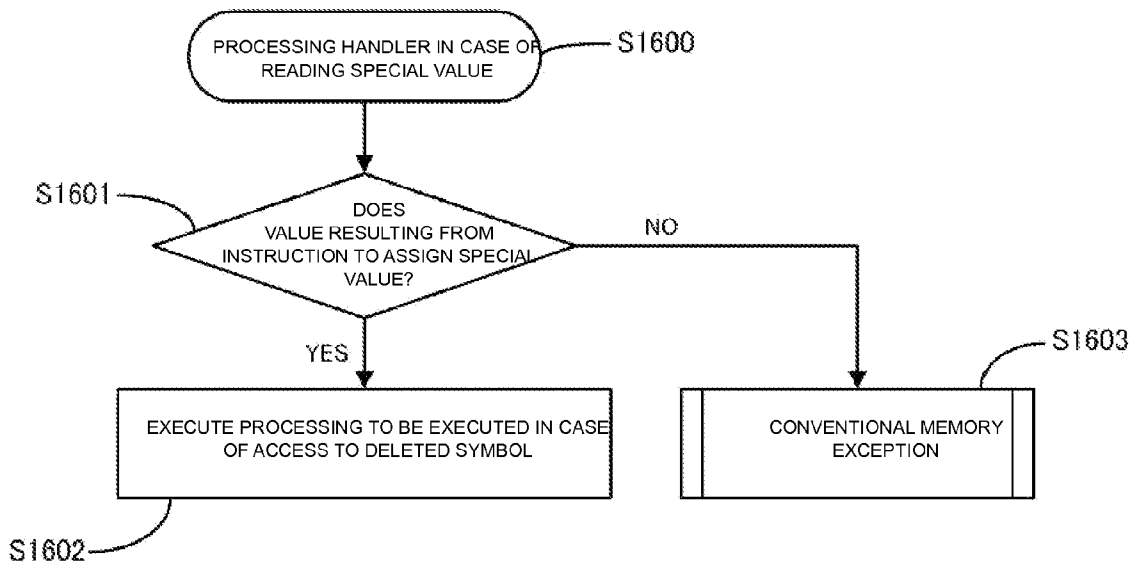 PROCESSING HANDLER IN CASE OF
READING SPECIAL VALUE
S1600
S1601
DOES
VALUE RESULTING FROM
INSTRUCTION TO ASSIGN SPECIAL
VALUE?
NO
YES
S1603
EXECUTE PROCESSING TO BE EXECUTED IN CASE
OF ACCESS TO DELETED SYMBOL
CONVENTIONAL MEMORY
EXCEPTION
S1602